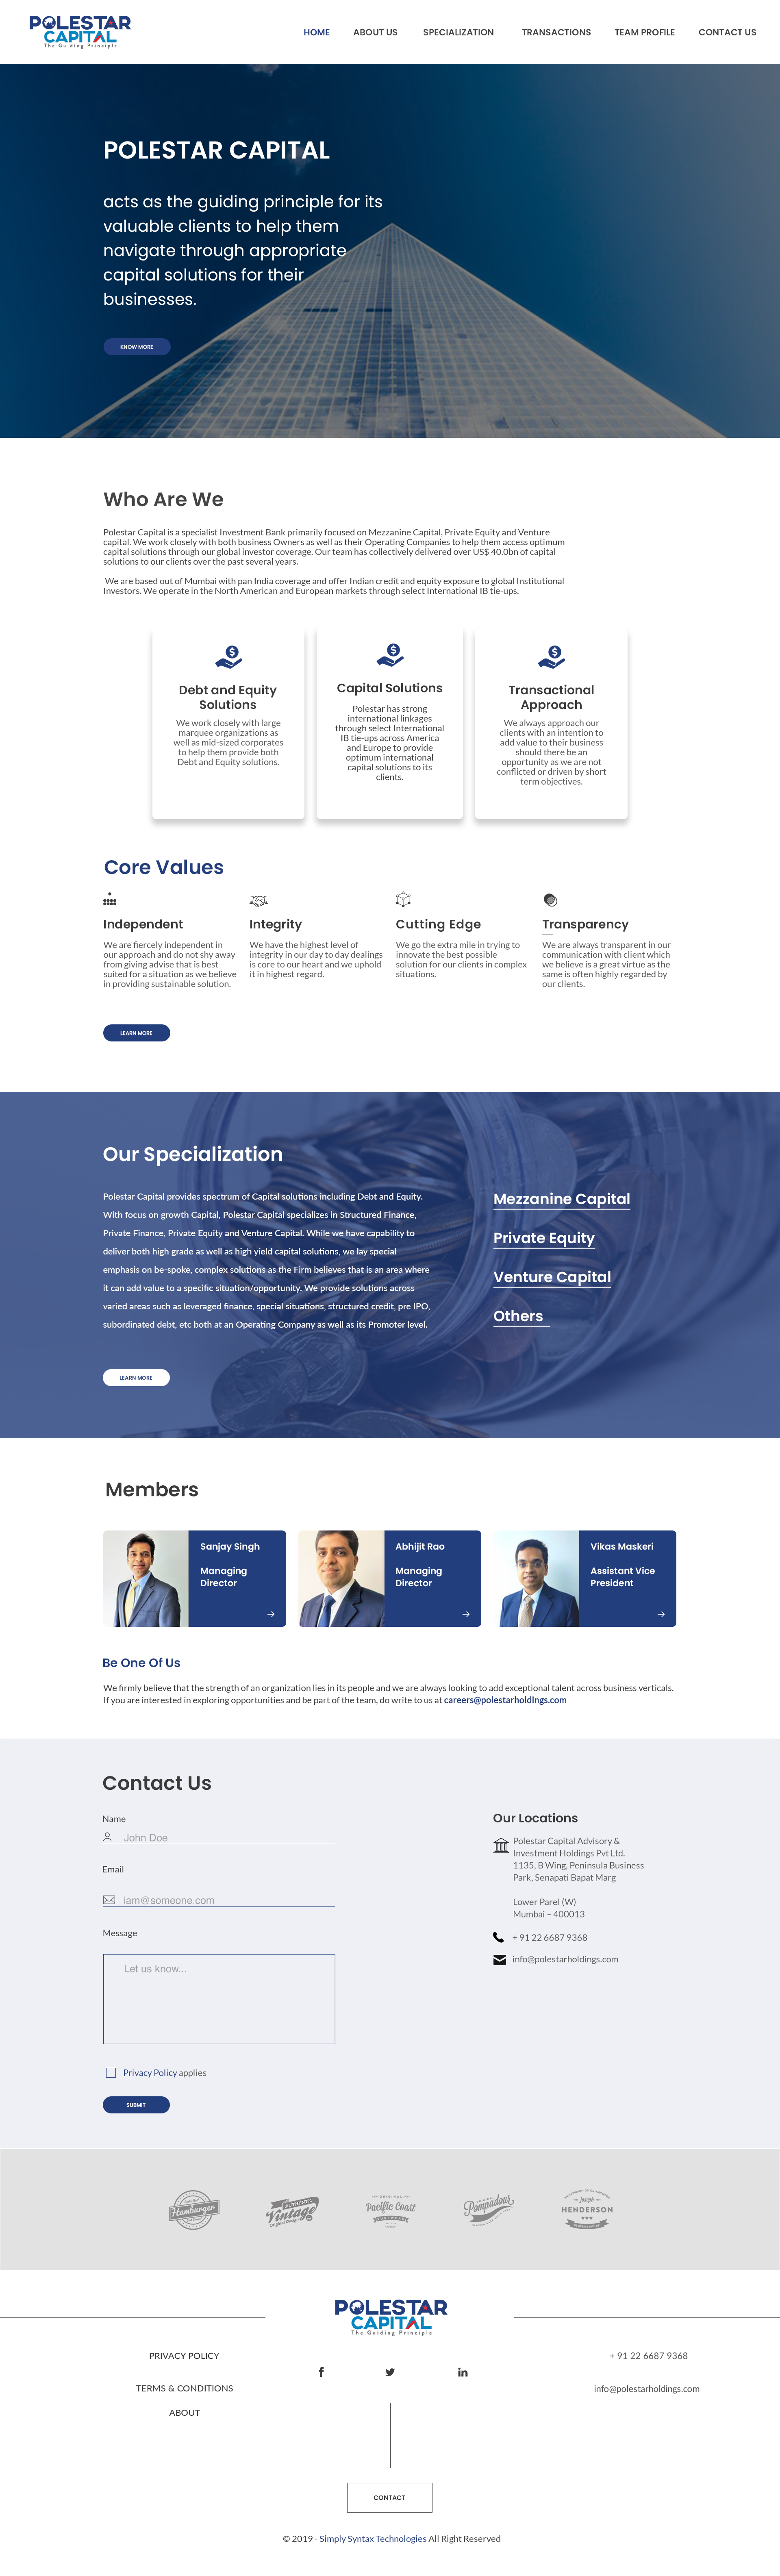 POLESTAR
CAPITAL
The Guiding Principle
HOME ABOUT US SPECIALIZATION TRANSACTIONS TEAM PROFILE CONTACT US
POLESTAR CAPITAL
acts as the guiding principle for its
valuable clients to help them
navigate through appropriate
capital solutions for their
businesses.
KNOW MORE
Who Are We
Polestar Capital is a specialist Investment Bank primarily focused on Mezzanine Capital, Private Equity and Venture
capital. We work closely with both business Owners as well as their Operating Companies to help them access optimum
capital solutions through our global investor coverage. Our team has collectively delivered over US$ 40.0bn of capital
solutions to our clients over the past several years.
We are based out of Mumbai with pan India coverage and offer Indian credit and equity exposure to global Institutional
Investors. We operate in the North American and European markets through select International IB tie-ups.
Debt and Equity
Solutions
We work closely with large
marquee organizations as
well as mid-sized corporates
to help them provide both
Debt and Equity solutions.
Capital Solutions
Polestar has strong
international linkages
through select International
IB tie-ups across America
and Europe to provide
optimum international
capital solutions to its
clients.
Transactional
Approach
We always approach our
clients with an intention to
add value to their business
should there be an
opportunity as we are not
conflicted or driven by short
term objectives.
Core Values
Independent
We are fiercely independent in
our approach and do not shy away
from giving advise that is best
suited for a situation as we believe
in providing sustainable solution.
Integrity
We have the highest level of
integrity in our day to day dealings
is core to our heart and we uphold
it in highest regard.
Cutting Edge
We go the extra mile in trying to
innovate the best possible
solution for our clients in complex
situations.
Transparency
We are always transparent in our
communication with client which
we believe is a great virtue as the
same is often highly regarded by
our clients.
LEARN MORE
Our Specialization
Polestar Capital provides spectrum of Capital solutions including Debt and Equity.
With focus on growth Capital, Polestar Capital specializes in Structured Finance,
Private Finance, Private Equity and Venture Capital. While we have capability to
deliver both high grade as well as high yield capital solutions, we lay special
emphasis on be-spoke, complex solutions as the Firm believes that is an area where
it can add value to a specific situation/opportunity. We provide solutions across
varied areas such as leveraged finance, special situations, structured credit, pre IPO,
subordinated debt, etc both at an Operating Company as well as its Promoter level.
LEARN MORE
Mezzanine Capital
Private Equity
Venture Capital
Others
Members
Sanjay Singh
Managing
Director
Abhijit Rao
Managing
Director
Vikas Maskeri
Assistant Vice
President
Be One Of Us
We firmly believe that the strength of an organization lies in its people and we are always looking to add exceptional talent across business verticals.
If you are interested in exploring opportunities and be part of the team, do write to us at careers@polestarholdings.com
Contact Us
Name
John Doe
Email
iam@someone.com
Message
Let us know...
Privacy Policy applies
SUBMIT
Our Locations
Polestar Capital Advisory &
Investment Holdings Pvt Ltd.
1135, B Wing, Peninsula Business
Park, Senapati Bapat Marg
Lower Parel (W)
Mumbai – 400013
+ 91 22 6687 9368
info@polestarholdings.com
Hamburger
AUTHENTIC
Vintage
Original Design
ORIGINAL
Pacific Coast
Pompadour
Joseph
HENDERSON
POLESTAR
CAPITAL
The Guiding Principle
PRIVACY POLICY
TERMS & CONDITIONS
ABOUT
+ 91 22 6687 9368
info@polestarholdings.com
CONTACT
© 2019 - Simply Syntax Technologies All Right Reserved